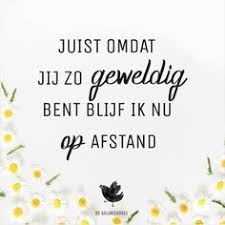 JUIST OMDAT
JIJ ZO geweldig
BENT BLIJF IK NU
op AFSTAND